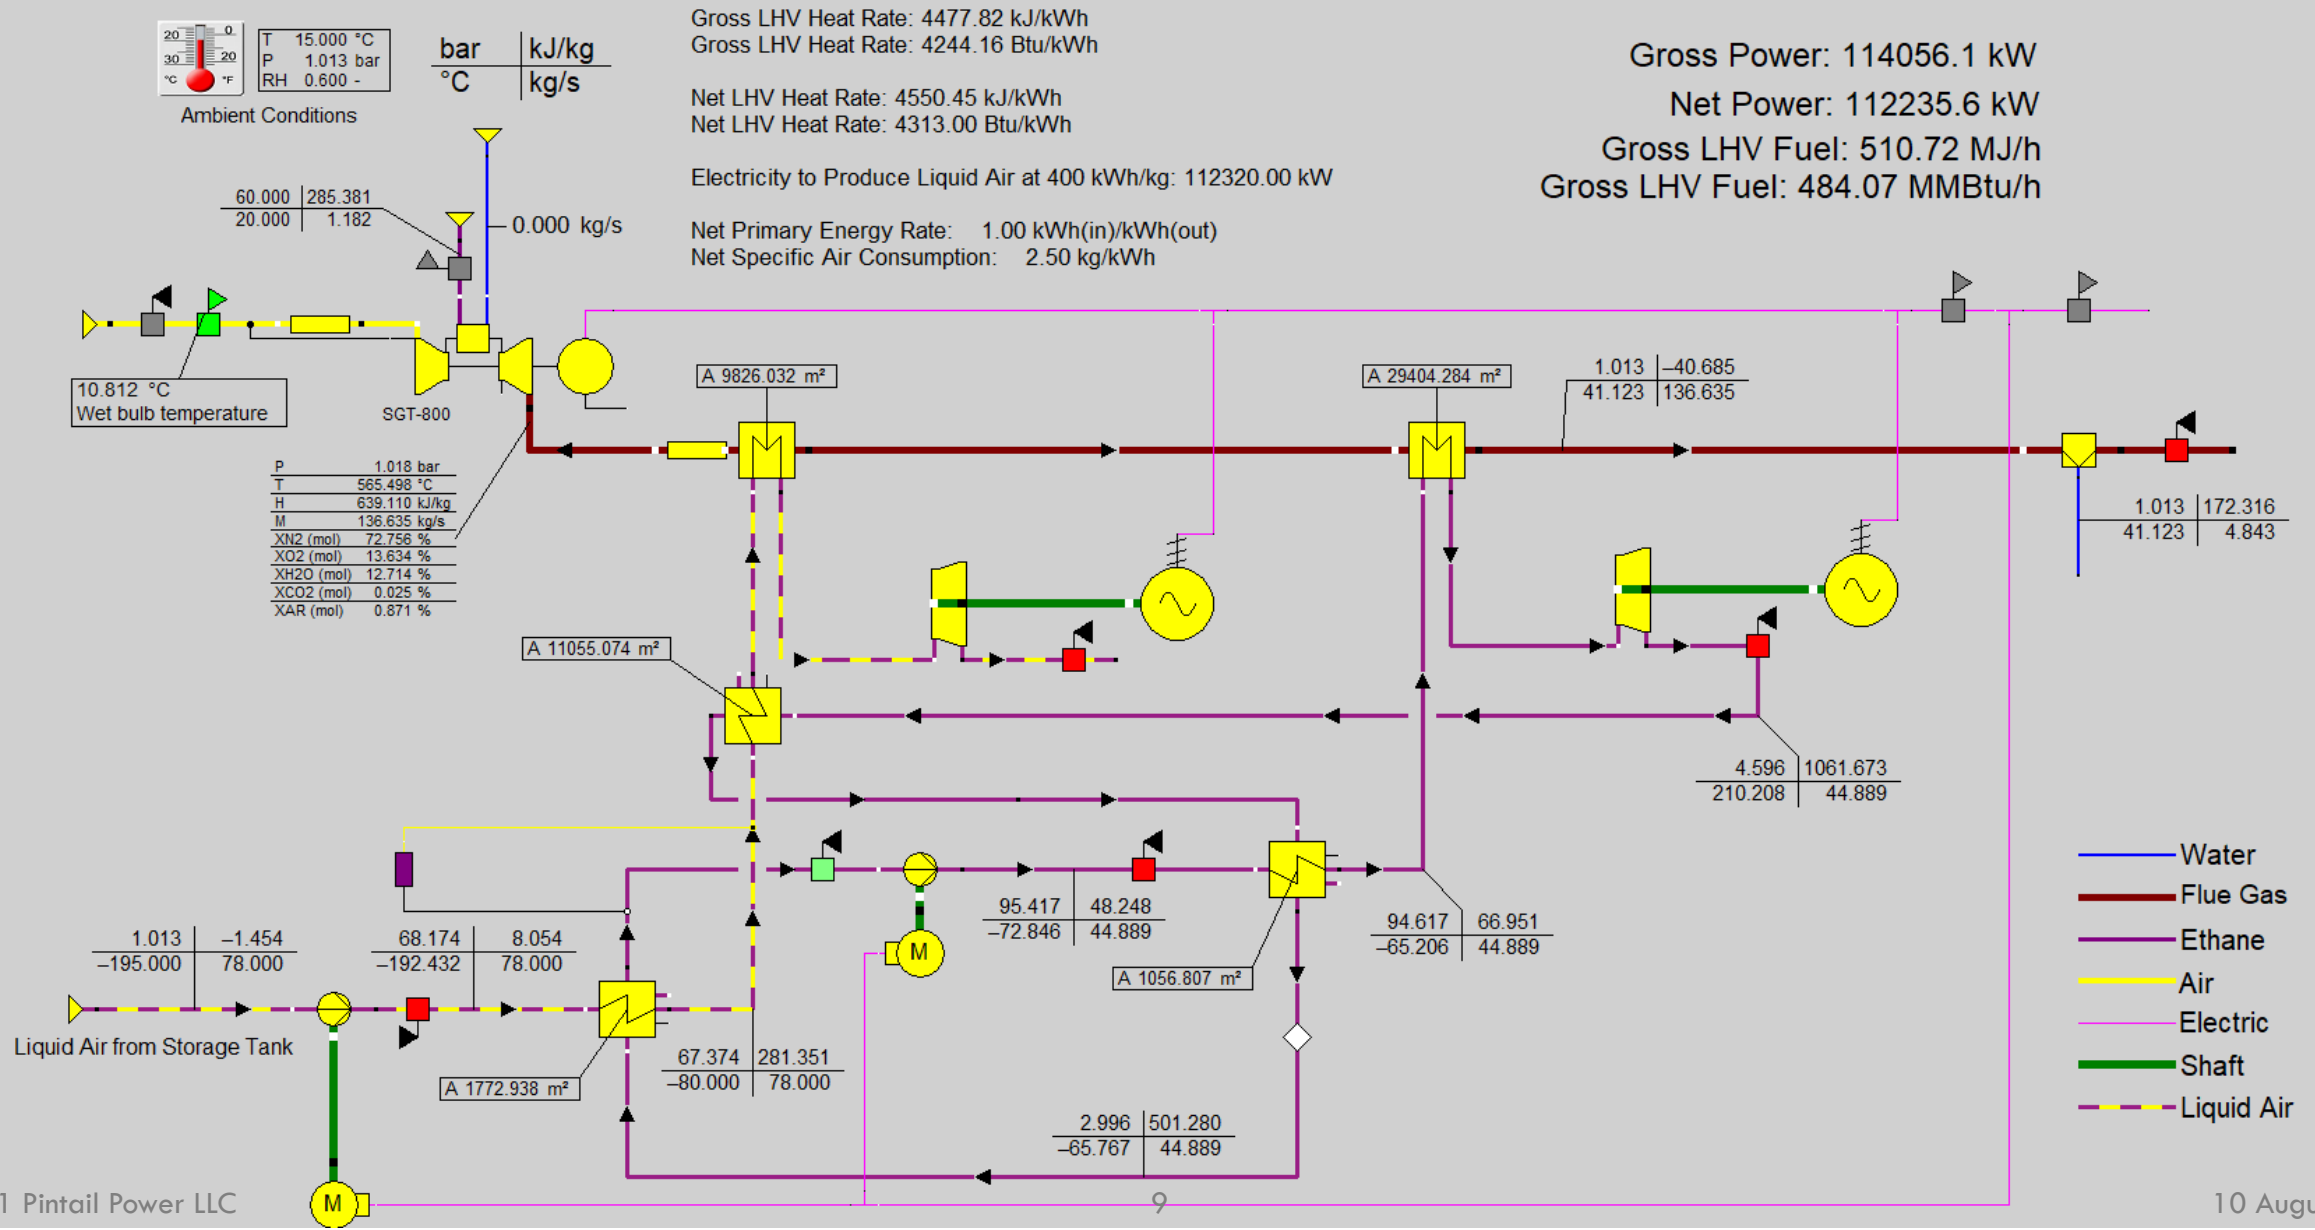 20 0
30 20
°C °F
T 15.000 °C
P 1.013 bar
RH 0.600 -
Ambient Conditions
bar kJ/kg
°C kg/s
Gross LHV Heat Rate: 4477.82 kJ/kWh
Gross LHV Heat Rate: 4244.16 Btu/kWh
Net LHV Heat Rate: 4550.45 kJ/kWh
Net LHV Heat Rate: 4313.00 Btu/kWh
Electricity to Produce Liquid Air at 400 kWh/kg: 112320.00 kW
Net Primary Energy Rate: 1.00 kWh(in)/kWh(out)
Net Specific Air Consumption: 2.50 kg/kWh
Gross Power: 114056.1 kW
Net Power: 112235.6 kW
Gross LHV Fuel: 510.72 MJ/h
Gross LHV Fuel: 484.07 MMBtu/h
60.000 285.381
20.000 1.182
0.000 kg/s
10.812 °C
Wet bulb temperature
SGT-800
A 9826.032 m²
A 29404.284 m²
1.013 –40.685
41.123 136.635
P 1.018 bar
T 565.498 °C
H 639.110 kJ/kg
M 136.635 kg/s
XN2 (mol) 72.756 %
XO2 (mol) 13.634 %
XH2O (mol) 12.714 %
XCO2 (mol) 0.025 %
XAR (mol) 0.871 %
1.013 172.316
41.123 4.843
A 11055.074 m²
4.596 1061.673
210.208 44.889
1.013 –1.454
–195.000 78.000
68.174 8.054
–192.432 78.000
95.417 48.248
–72.846 44.889
94.617 66.951
–65.206 44.889
M
A 1056.807 m²
Liquid Air from Storage Tank
67.374 281.351
–80.000 78.000
A 1772.938 m²
2.996 501.280
–65.767 44.889
M
Water
Flue Gas
Ethane
Air
Electric
Shaft
Liquid Air
1 Pintail Power LLC
9
10 Augu